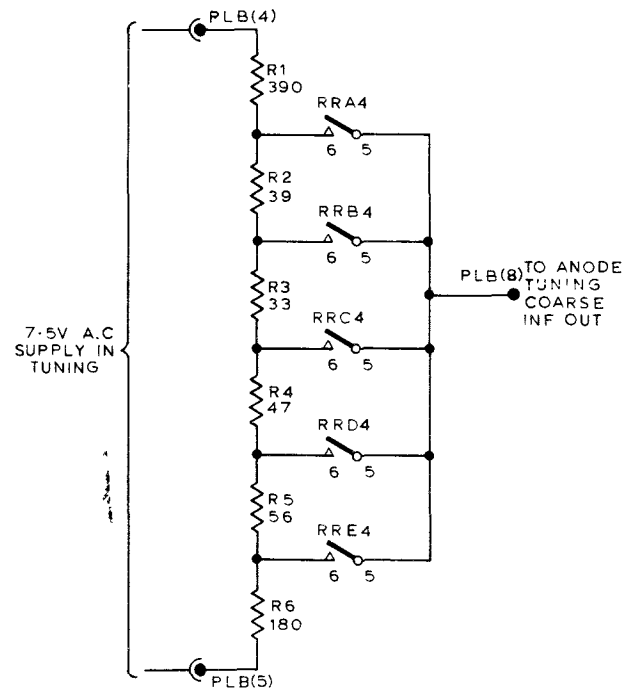 PLB(4)
R1
390
RRA4
6 5
R2
39
RRB4
6 5
R3
33
PLB(8)
TO ANODE
TUNING
COARSE
INF OUT
7·5V A.C
SUPPLY IN
TUNING
RRC4
6 5
R4
47
RRD4
6 5
R5
56
RRE4
6 5
R6
180
PLB(5)